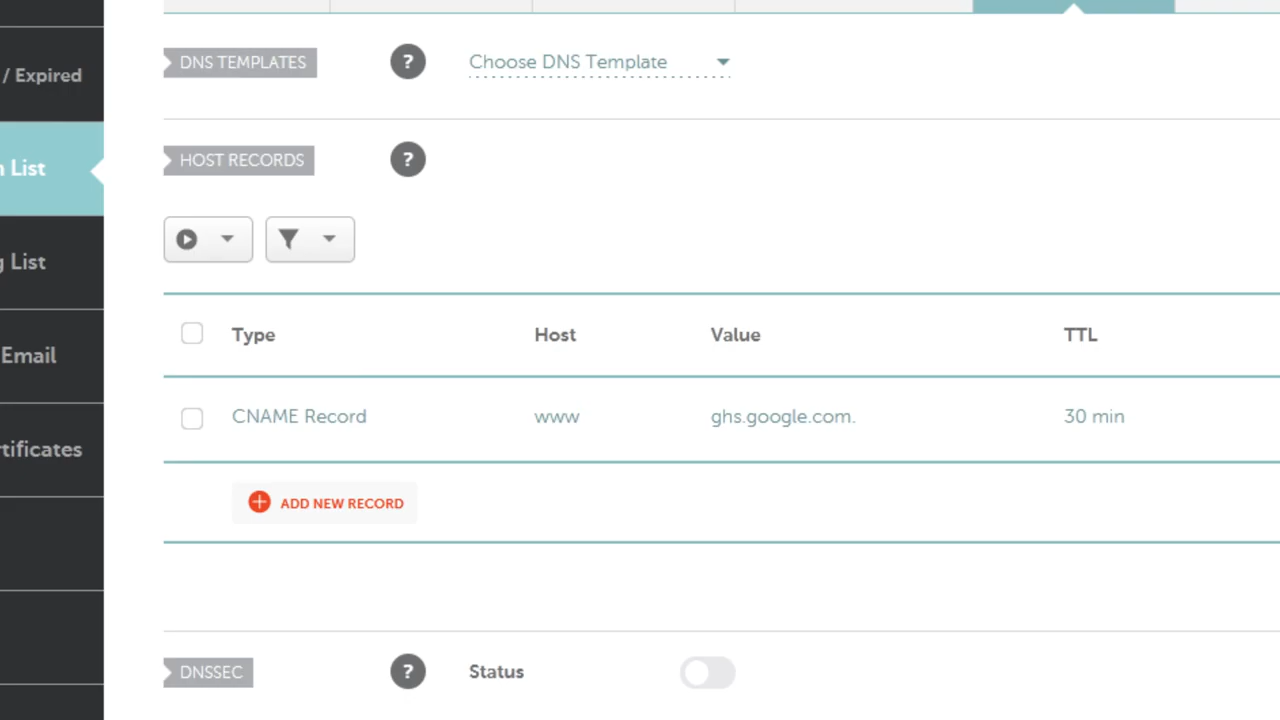 DNS TEMPLATES ? Choose DNS Template
/ Expired
HOST RECORDS ?
n List
g List
Type Host Value TTL
Email
CNAME Record www ghs.google.com. 30 min
rtificates
ADD NEW RECORD
DNSSEC ? Status